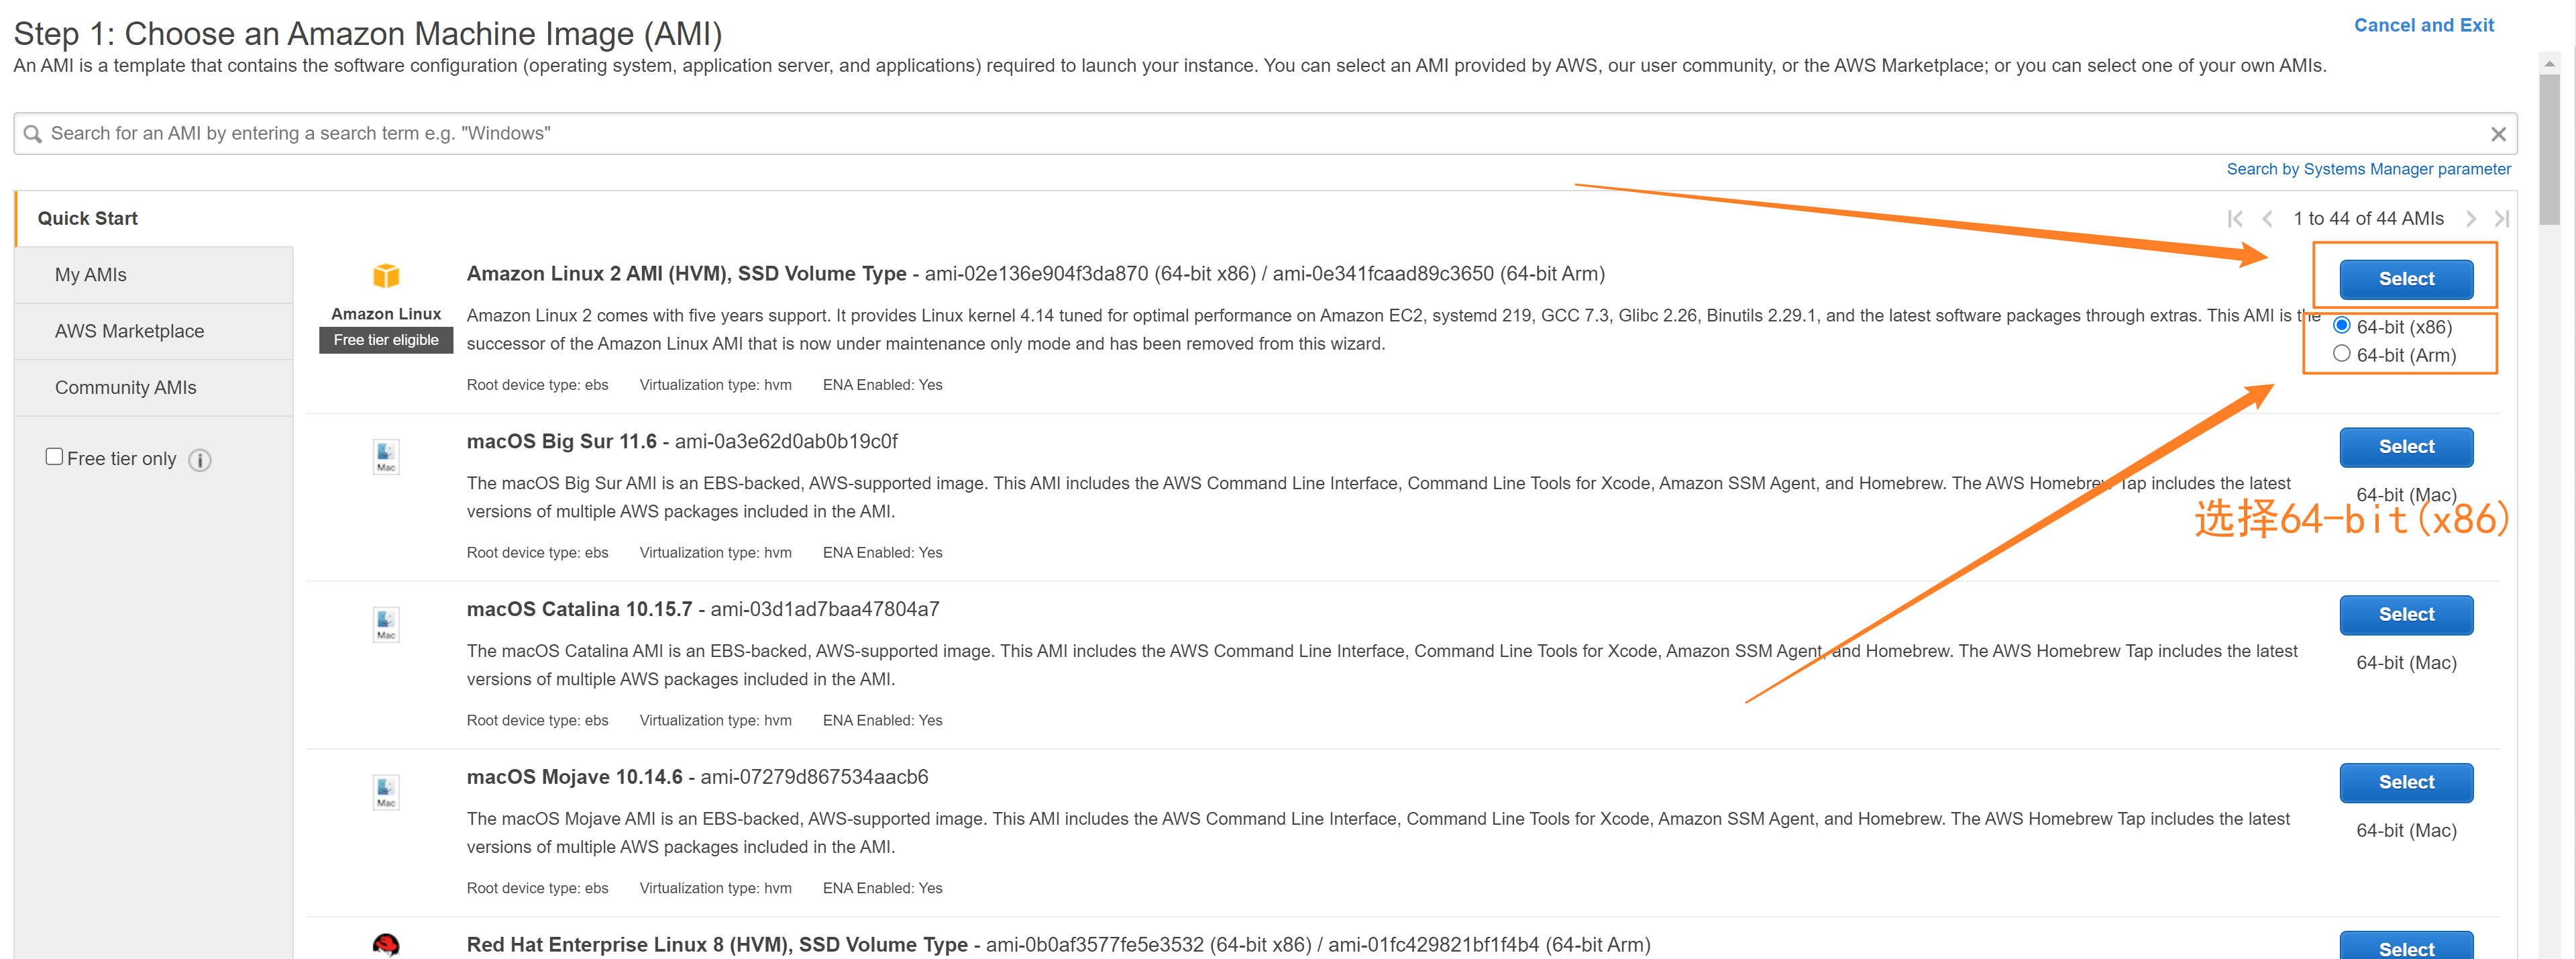 Step 1: Choose an Amazon Machine Image (AMI)
Cancel and Exit
An AMI is a template that contains the software configuration (operating system, application server, and applications) required to launch your instance. You can select an AMI provided by AWS, our user community, or the AWS Marketplace; or you can select one of your own AMIs.
Search for an AMI by entering a search term e.g. "Windows"
Search by Systems Manager parameter
Quick Start
1 to 44 of 44 AMIs
My AMIs
AWS Marketplace
Community AMIs
Free tier only
Amazon Linux
Free tier eligible
Amazon Linux 2 AMI (HVM), SSD Volume Type - ami-02e136e904f3da870 (64-bit x86) / ami-0e341fcaad89c3650 (64-bit Arm)
Amazon Linux 2 comes with five years support. It provides Linux kernel 4.14 tuned for optimal performance on Amazon EC2, systemd 219, GCC 7.3, Glibc 2.26, Binutils 2.29.1, and the latest software packages through extras. This AMI is the
successor of the Amazon Linux AMI that is now under maintenance only mode and has been removed from this wizard.
Root device type: ebs Virtualization type: hvm ENA Enabled: Yes
Select
64-bit (x86)
64-bit (Arm)
Mac
macOS Big Sur 11.6 - ami-0a3e62d0ab0b19c0f
The macOS Big Sur AMI is an EBS-backed, AWS-supported image. This AMI includes the AWS Command Line Interface, Command Line Tools for Xcode, Amazon SSM Agent, and Homebrew. The AWS Homebrew Tap includes the latest
versions of multiple AWS packages included in the AMI.
Root device type: ebs Virtualization type: hvm ENA Enabled: Yes
Select
64-bit (Mac)
选择64-bit(x86)
Mac
macOS Catalina 10.15.7 - ami-03d1ad7baa47804a7
The macOS Catalina AMI is an EBS-backed, AWS-supported image. This AMI includes the AWS Command Line Interface, Command Line Tools for Xcode, Amazon SSM Agent, and Homebrew. The AWS Homebrew Tap includes the latest
versions of multiple AWS packages included in the AMI.
Root device type: ebs Virtualization type: hvm ENA Enabled: Yes
Select
64-bit (Mac)
Mac
macOS Mojave 10.14.6 - ami-07279d867534aacb6
The macOS Mojave AMI is an EBS-backed, AWS-supported image. This AMI includes the AWS Command Line Interface, Command Line Tools for Xcode, Amazon SSM Agent, and Homebrew. The AWS Homebrew Tap includes the latest
versions of multiple AWS packages included in the AMI.
Root device type: ebs Virtualization type: hvm ENA Enabled: Yes
Select
64-bit (Mac)
Red Hat Enterprise Linux 8 (HVM), SSD Volume Type - ami-0b0af3577fe5e3532 (64-bit x86) / ami-01fc429821bf1f4b4 (64-bit Arm)
Select